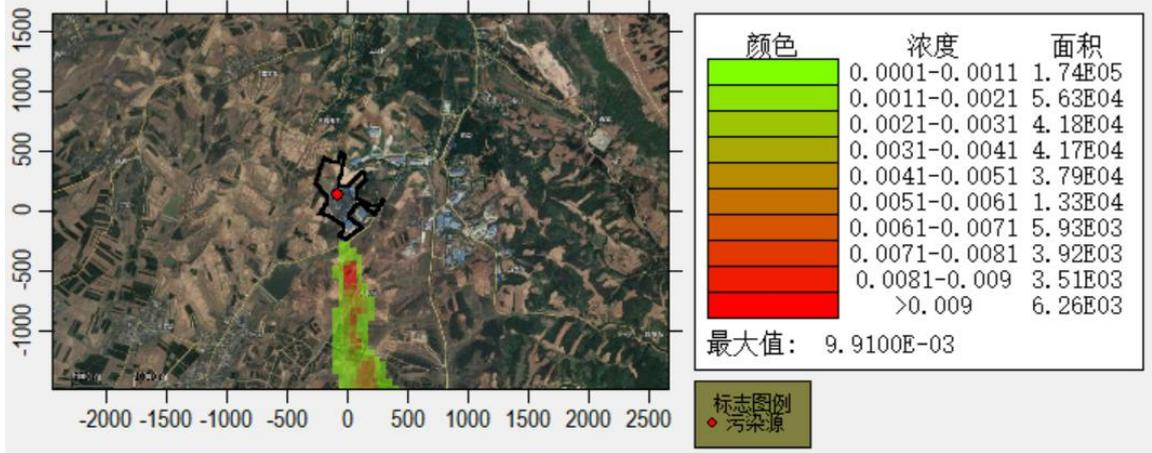 1500
1000
500
0
-500
-1000
-2000 -1500 -1000 -500 0 500 1000 1500 2000 2500
颜色 浓度 面积
0.0001-0.0011 1.74E05
0.0011-0.0021 5.63E04
0.0021-0.0031 4.18E04
0.0031-0.0041 4.17E04
0.0041-0.0051 3.79E04
0.0051-0.0061 1.33E04
0.0061-0.0071 5.93E03
0.0071-0.0081 3.92E03
0.0081-0.009 3.51E03
>0.009 6.26E03
最大值: 9.9100E-03
标志图例
污染源